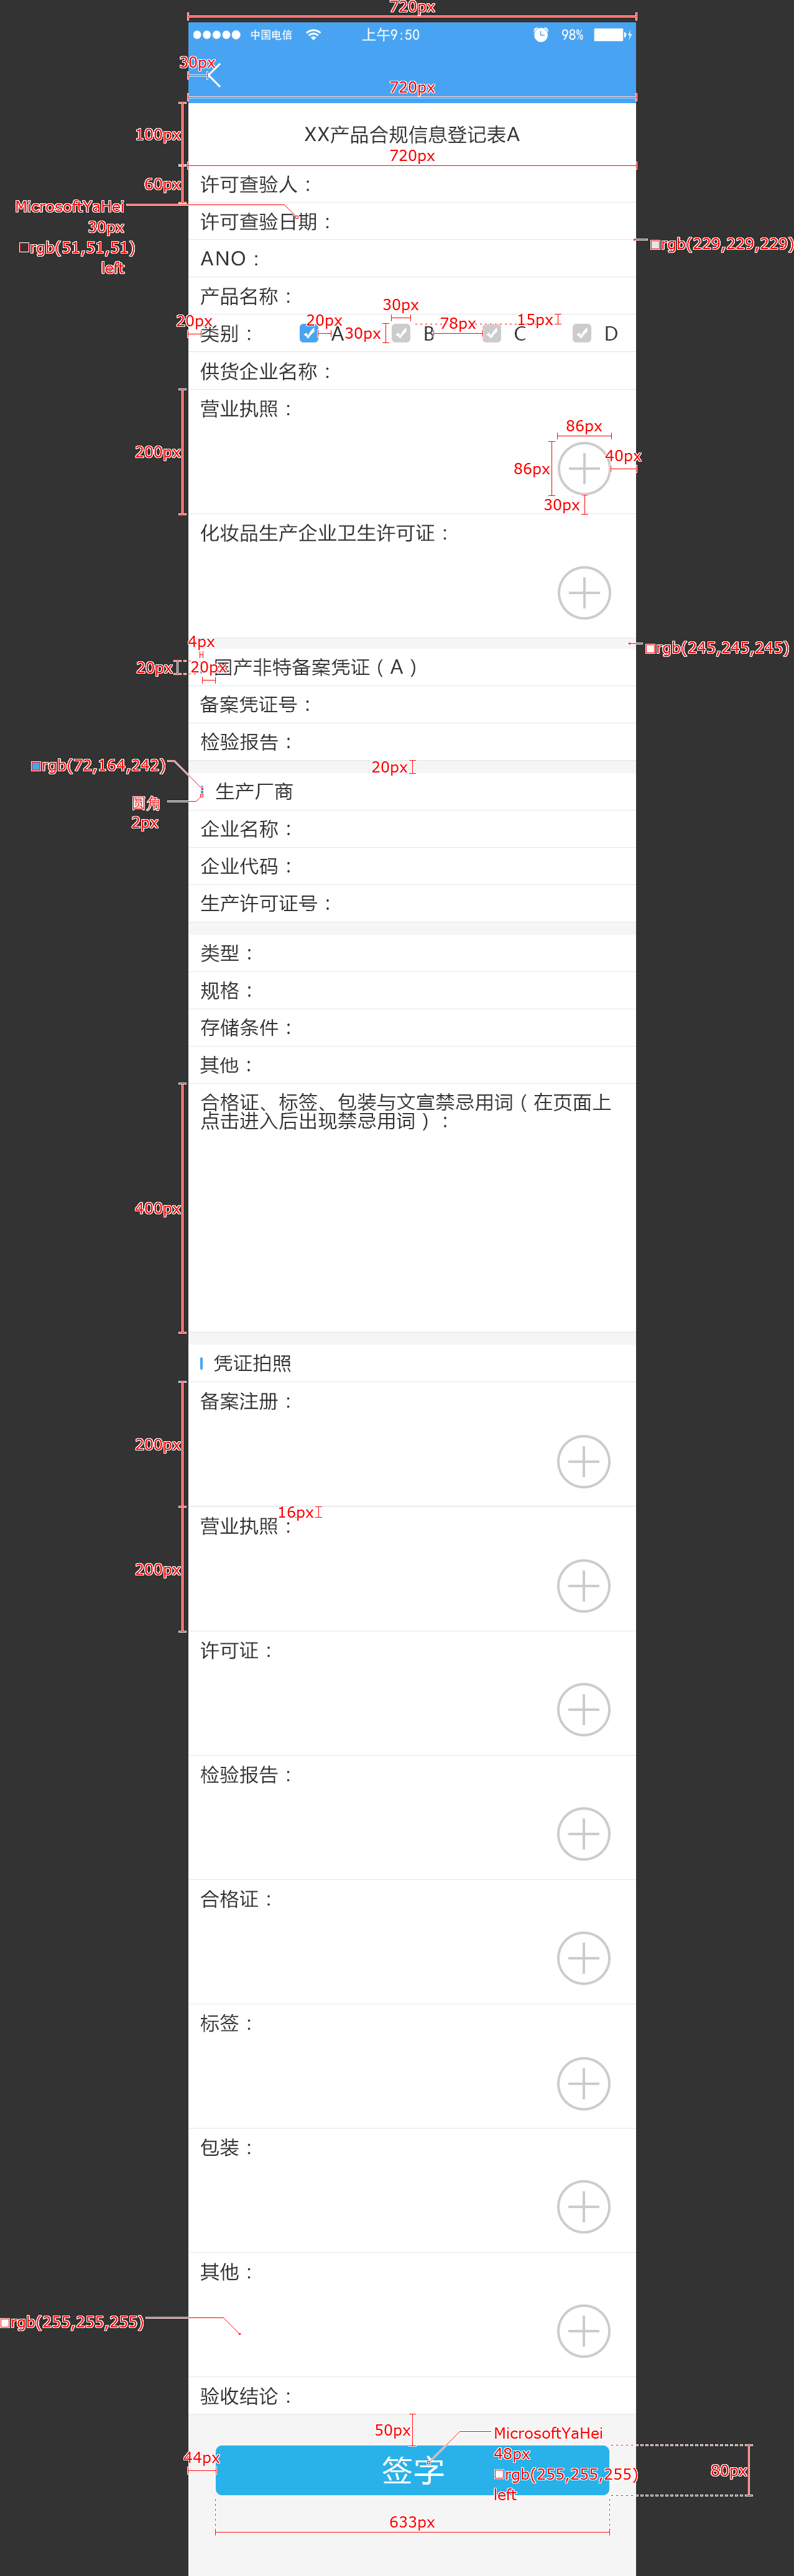 720px
中国电信 上午9:50 98%
30px
720px
100px
XX产品合规信息登记表A
720px
60px
许可查验人：
MicrosoftYaHei
30px
rgb(51,51,51)
left
许可查验日期：
rgb(229,229,229)
ANO：
产品名称：
30px
20px 20px 78px 15px
类别： A 30px B C D
供货企业名称：
营业执照：
86px
200px
86px 40px
30px
化妆品生产企业卫生许可证：
4px
rgb(245,245,245)
20px 20px 国产非特备案凭证（A）
备案凭证号：
检验报告：
rgb(72,164,242)
20px
圆角
2px
生产厂商
企业名称：
企业代码：
生产许可证号：
类型：
规格：
存储条件：
其他：
合格证、标签、包装与文宣禁忌用词（在页面上
点击进入后出现禁忌用词）：
400px
凭证拍照
备案注册：
200px
16px
营业执照：
200px
许可证：
检验报告：
合格证：
标签：
包装：
其他：
rgb(255,255,255)
验收结论：
50px
MicrosoftYaHei
48px
rgb(255,255,255)
left
44px
签字
80px
633px